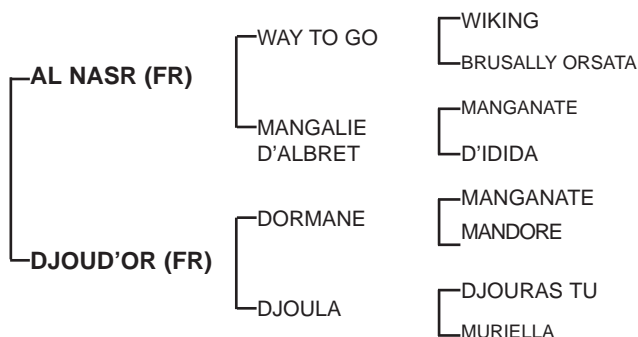 WIKING
WAY TO GO
BRUSALLY ORSATA
AL NASR (FR)
MANGANATE
MANGALIE
D'ALBRET
D'IDIDA
MANGANATE
DORMANE
MANDORE
DJOUD'OR (FR)
DJOURAS TU
DJOULA
MURIELLA